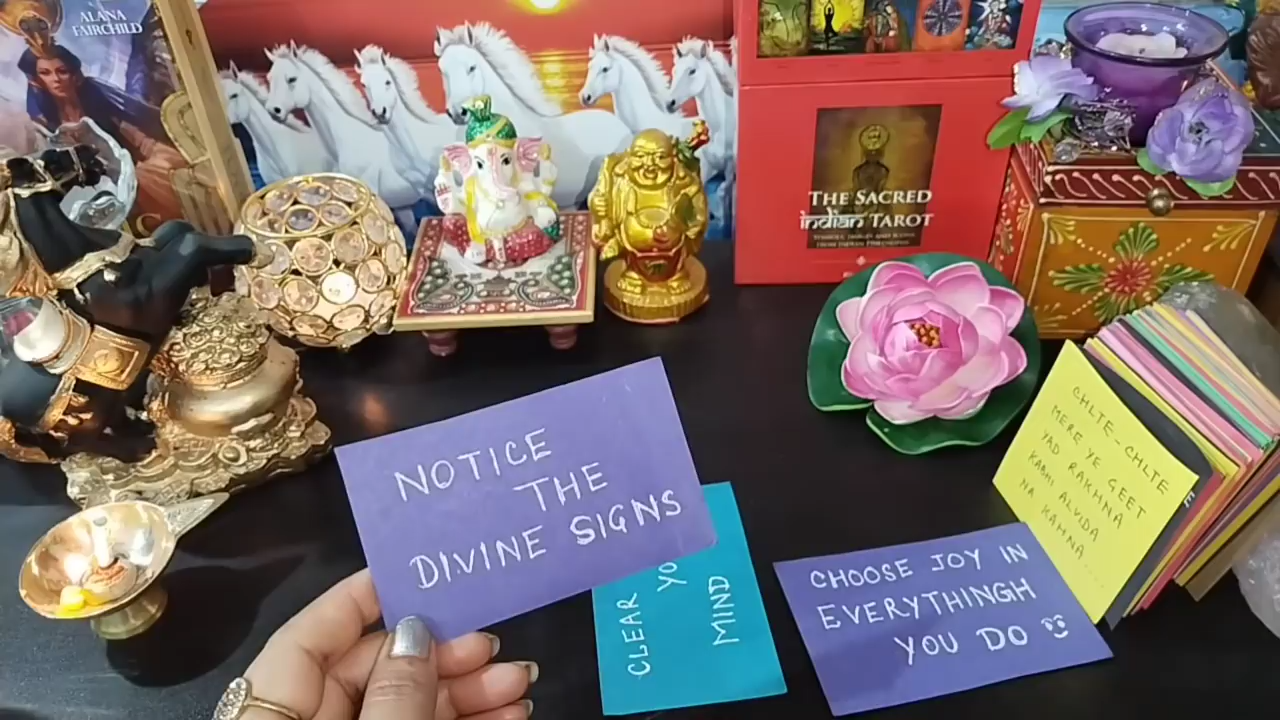 ALANA
FAIRCHILD
THE SACRED
indian TAROT
NOTICE
THE
DIVINE SIGNS
CLEAR
MIND
CHOOSE JOY IN
EVERYTHINGH
YOU DO
CHLTE-CHLTE
MERE YE
GEET
YAD RAKHNA
KABHI ALVIDA
NA
KAHNA....